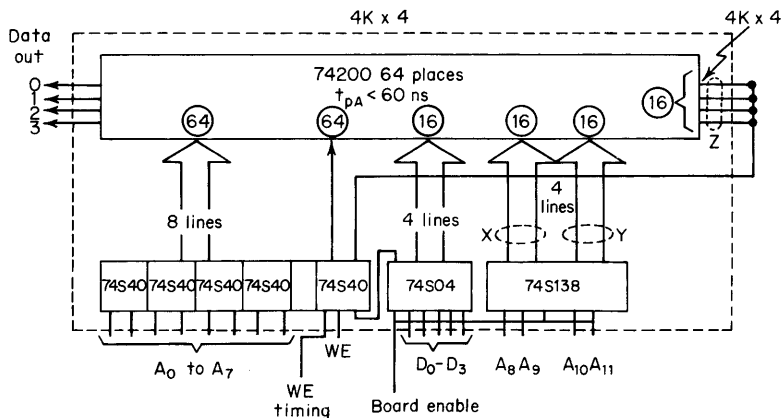 4K x 4
4K x 4
Data
out
0
1
2
3
74200 64 places
tpA < 60 ns
16
64
64
16
16
16
Z
8 lines
4 lines
4
lines
X
Y
74S40 74S40 74S40 74S40
74S40
74S04
74S138
A0 to A7
WE
WE
timing
D0-D3
Board enable
A8 A9
A10 A11